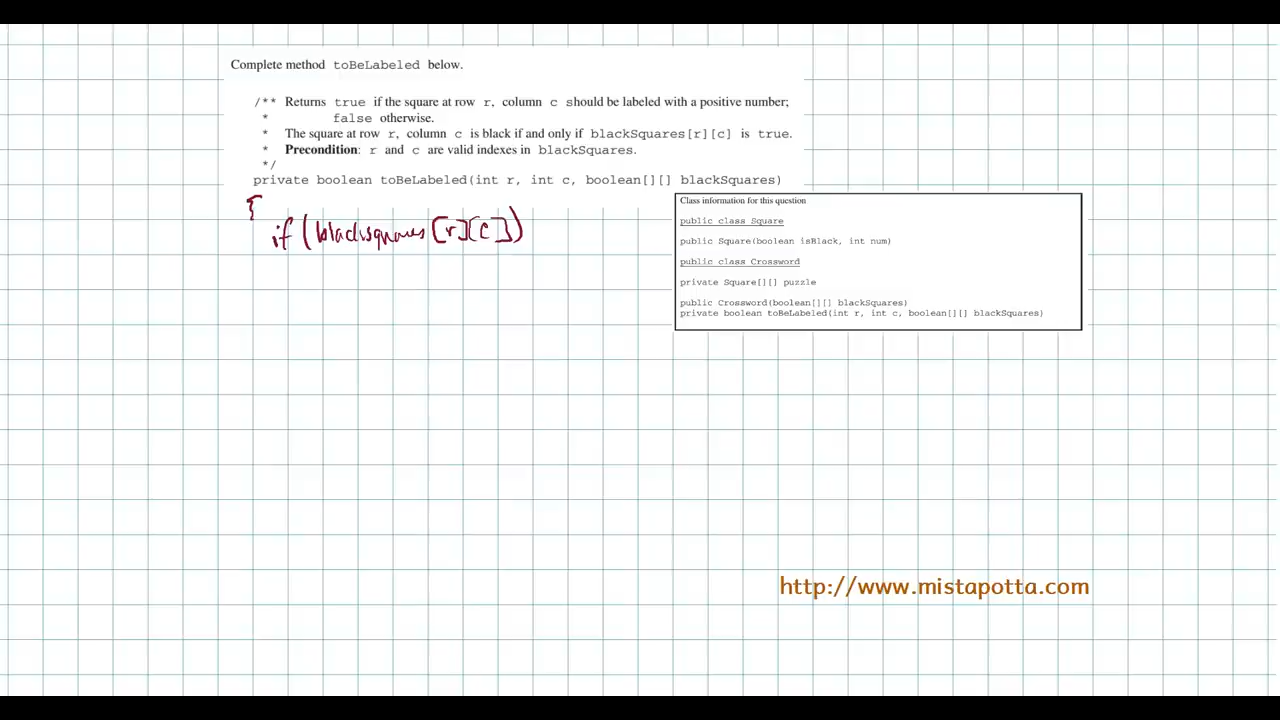 Complete method toBeLabeled below.
/** Returns true if the square at row r, column c should be labeled with a positive number;
* false otherwise.
* The square at row r, column c is black if and only if blackSquares[r][c] is true.
* Precondition: r and c are valid indexes in blackSquares.
*/
private boolean toBeLabeled(int r, int c, boolean[][] blackSquares)
{
if (blacksquares [r][c])
Class information for this question
public class Square
public Square(boolean isBlack, int num)
public class Crossword
private Square[][] puzzle
public Crossword(boolean[][] blackSquares)
private boolean toBeLabeled(int r, int c, boolean[][] blackSquares)
http://www.mistapotta.com